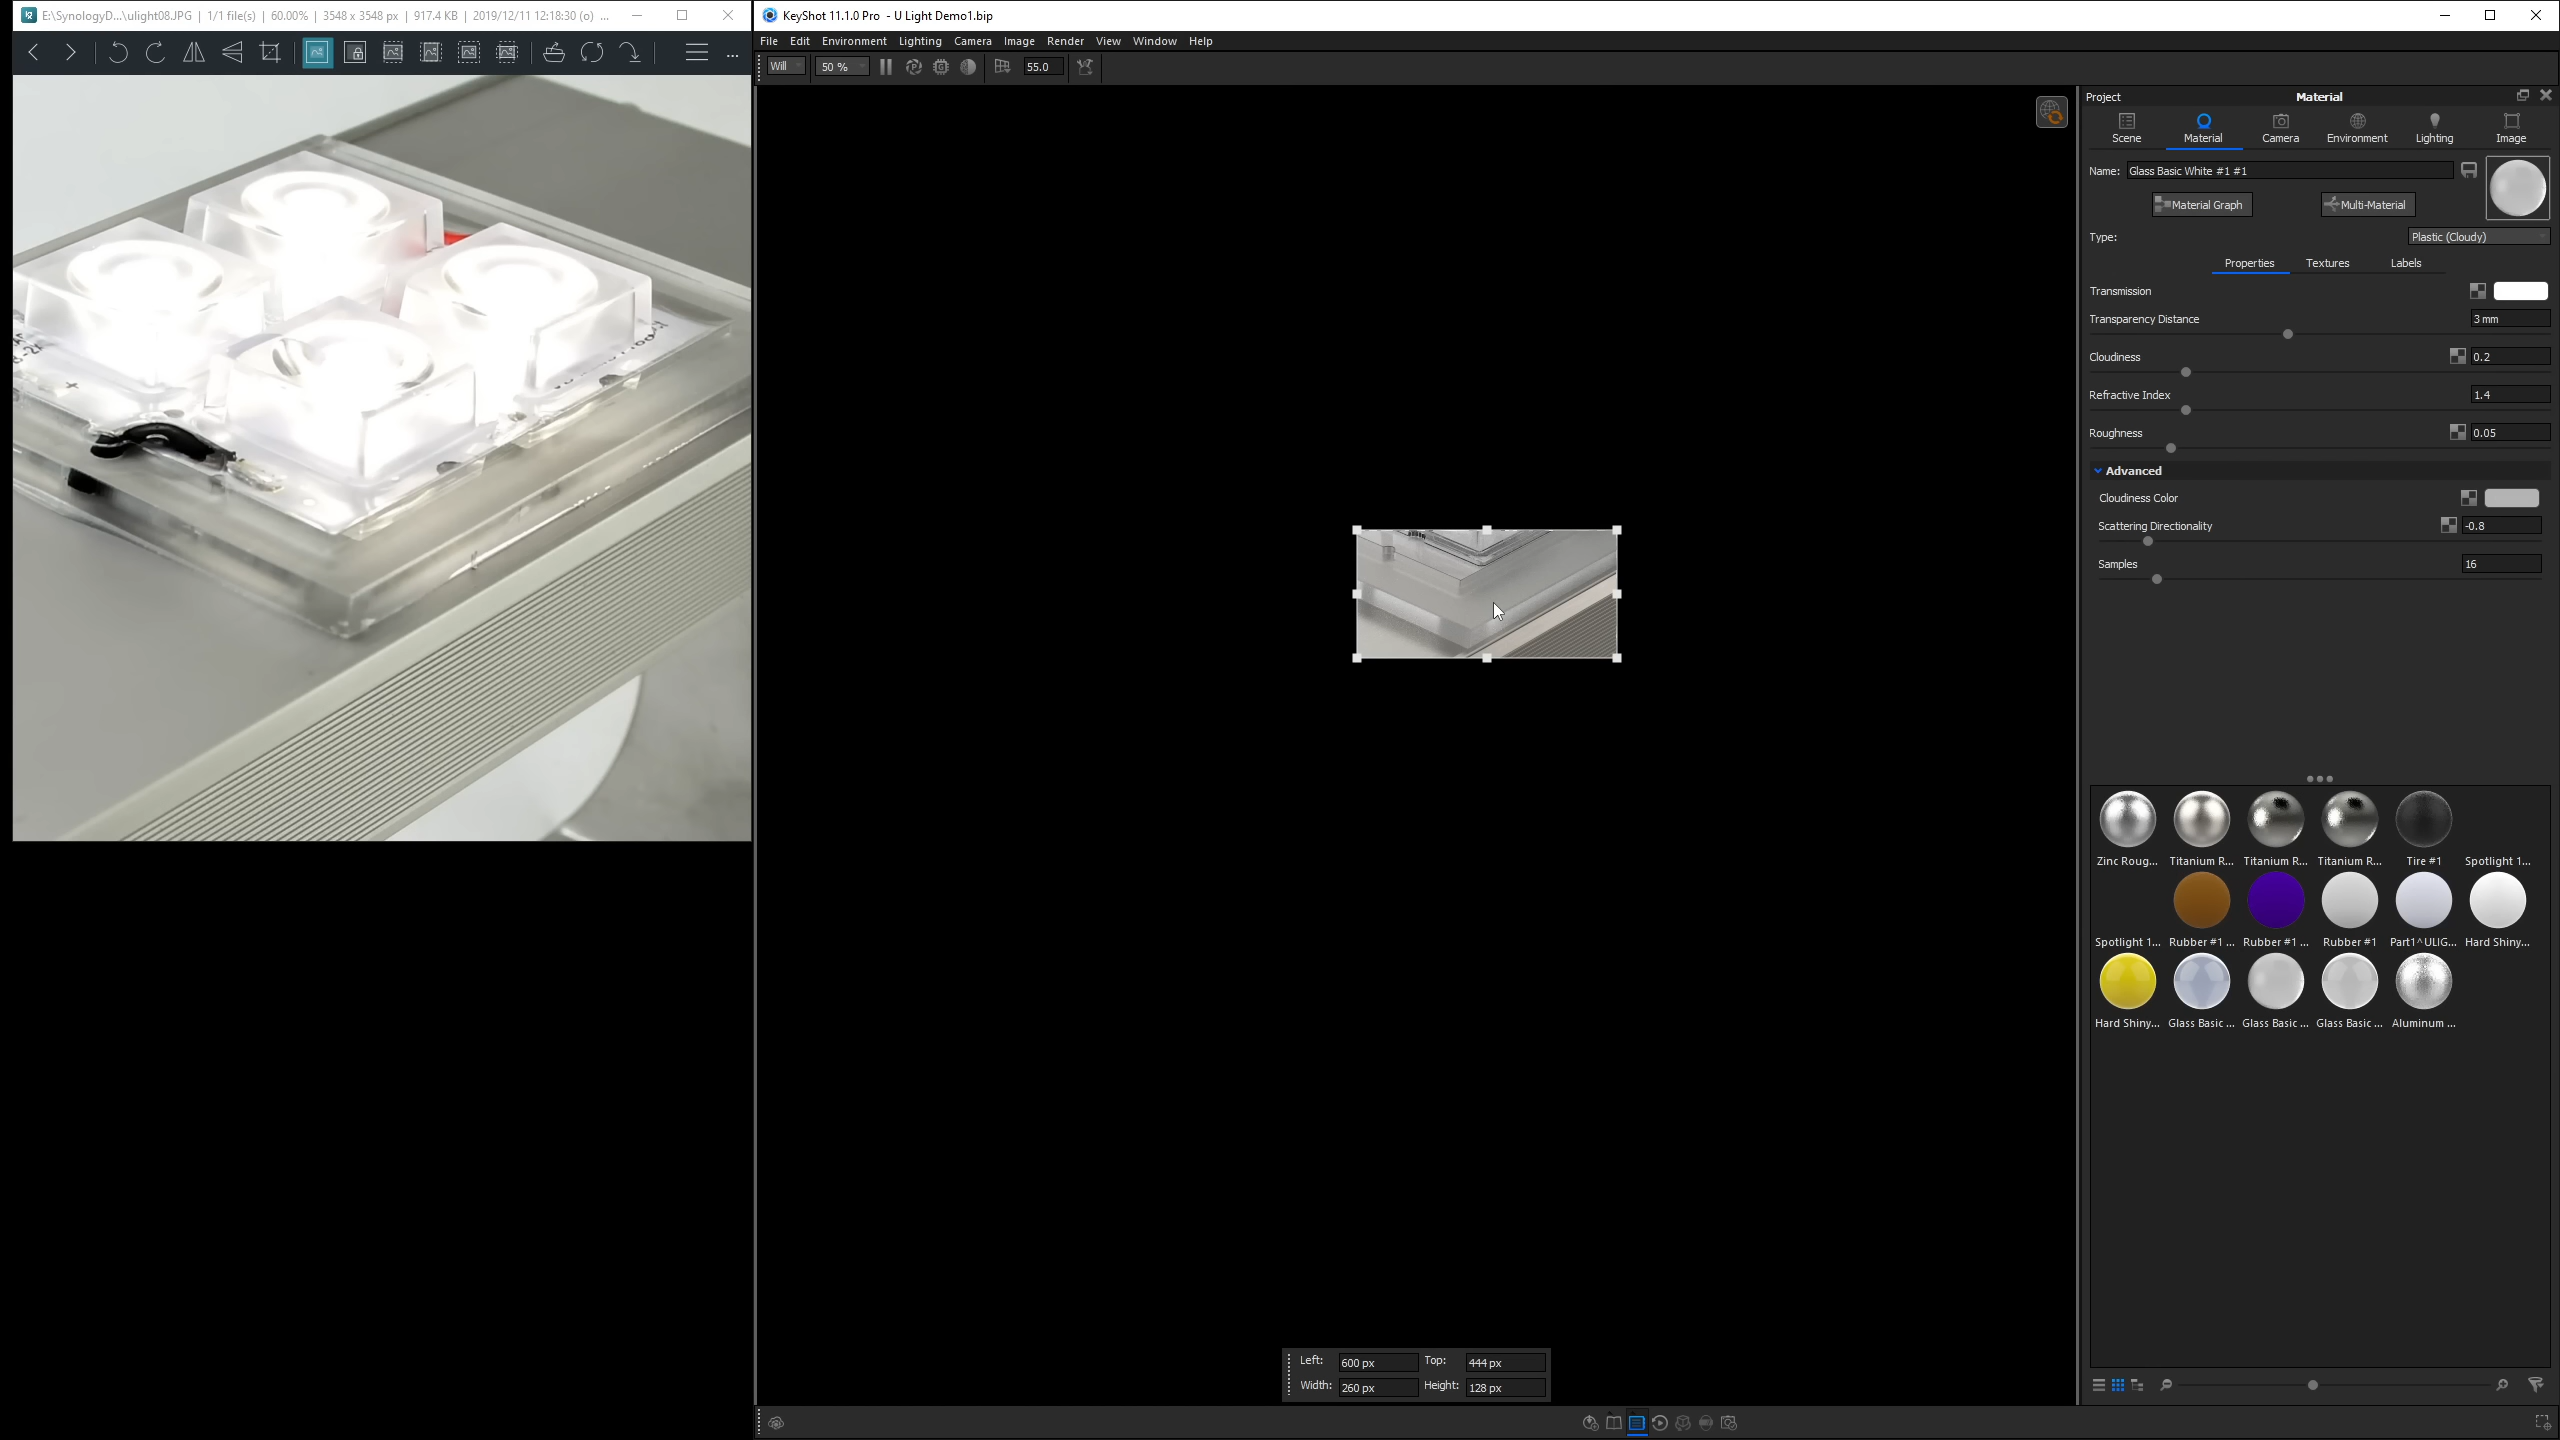 E:\SynologyD...\ulight08.JPG | 1/1 file(s) | 60.00% | 3548 x 3548 px | 917.4 KB | 2019/12/11 12:18:30 (o) ...
KeyShot 11.1.0 Pro - U Light Demo1.bip
File Edit Environment Lighting Camera Image Render View Window Help
Will 50 % 55.0
Project Material
Scene Material Camera Environment Lighting Image
Name: Glass Basic White #1 #1
Material Graph Multi-Material
Type: Plastic (Cloudy)
Properties Textures Labels
Transmission
Transparency Distance 3 mm
Cloudiness 0.2
Refractive Index 1.4
Roughness 0.05
Advanced
Cloudiness Color
Scattering Directionality -0.8
Samples 16
Zinc Roug... Titanium R... Titanium R... Titanium R... Tire #1 Spotlight 1...
Spotlight 1... Rubber #1 ... Rubber #1 ... Rubber #1 Part1^ULIG... Hard Shiny...
Hard Shiny... Glass Basic ... Glass Basic ... Glass Basic ... Aluminum ...
Left: 600 px Top: 444 px
Width: 260 px Height: 128 px